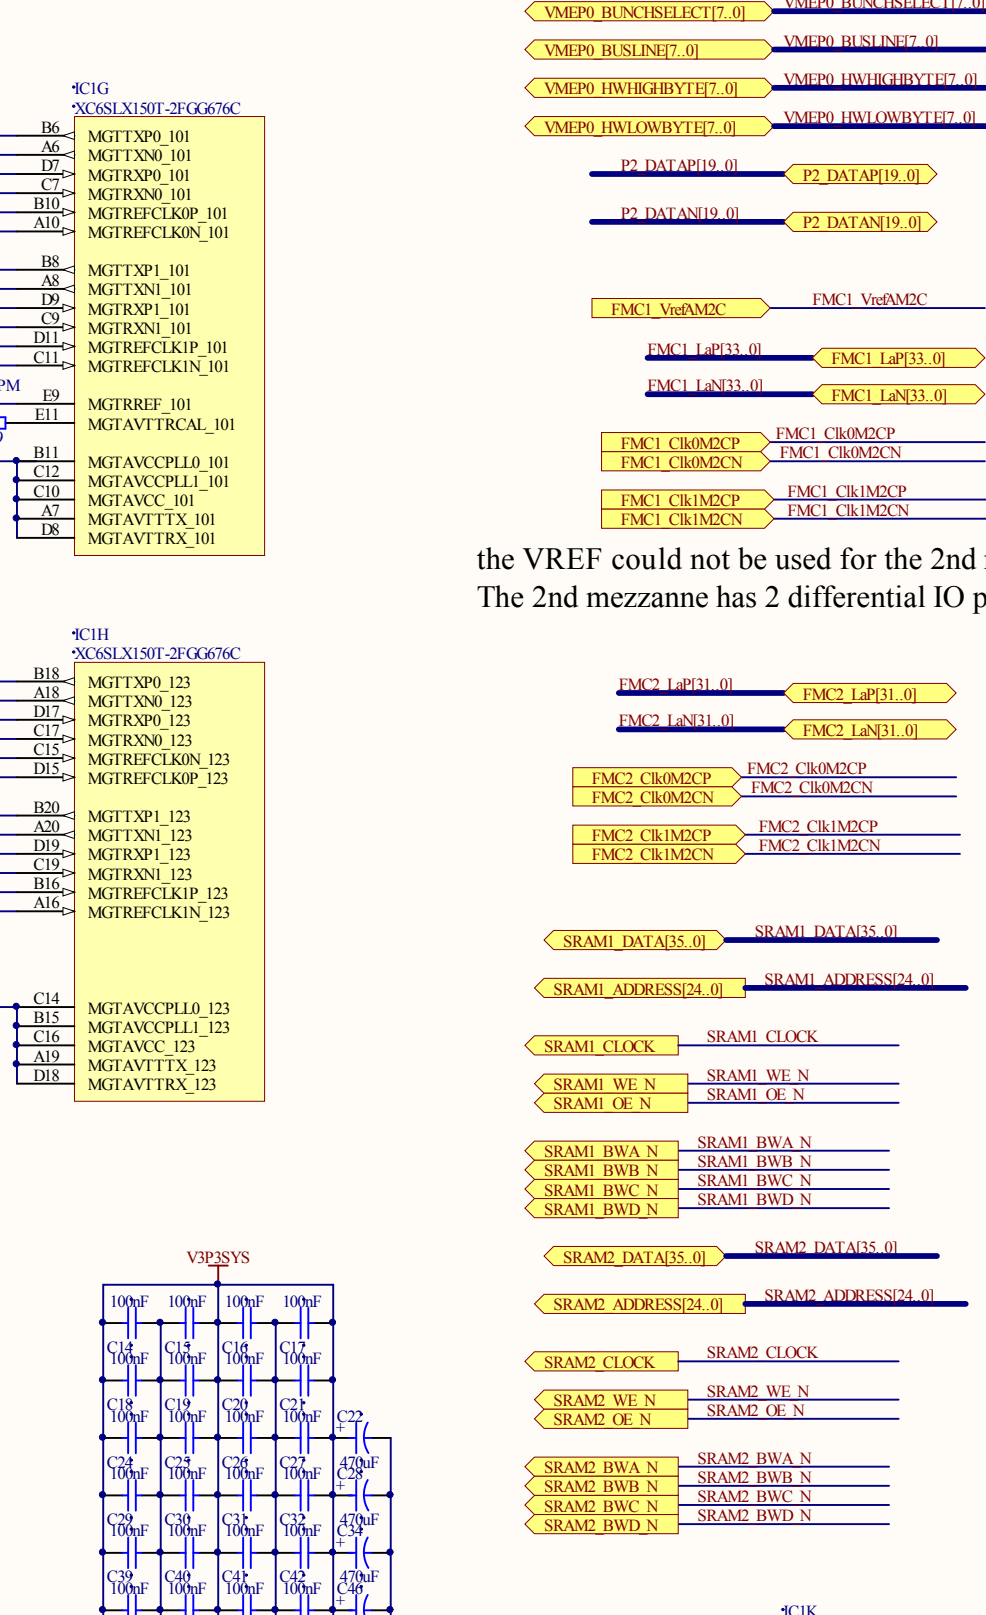 IC1G
XC6SLX150T-2FGG676C
B6 MGTTXP0_101
A6 MGTTXN0_101
D7 MGTRXP0_101
C7 MGTRXN0_101
B10 MGTREFCLK0P_101
A10 MGTREFCLK0N_101
B8 MGTTXP1_101
A8 MGTTXN1_101
D9 MGTRXP1_101
C9 MGTRXN1_101
D11 MGTREFCLK1P_101
C11 MGTREFCLK1N_101
PM
E9 MGTRREF_101
E11 MGTAVTTRCAL_101
B11 MGTAVCCPLL0_101
C12 MGTAVCCPLL1_101
C10 MGTAVCC_101
A7 MGTAVTTTX_101
D8 MGTAVTTRX_101
IC1H
XC6SLX150T-2FGG676C
B18 MGTTXP0_123
A18 MGTTXN0_123
D17 MGTRXP0_123
C17 MGTRXN0_123
C15 MGTREFCLK0N_123
D15 MGTREFCLK0P_123
B20 MGTTXP1_123
A20 MGTTXN1_123
D19 MGTRXP1_123
C19 MGTRXN1_123
B16 MGTREFCLK1P_123
A16 MGTREFCLK1N_123
C14 MGTAVCCPLL0_123
B15 MGTAVCCPLL1_123
C16 MGTAVCC_123
A19 MGTAVTTTX_123
D18 MGTAVTTRX_123
V3P3SYS
100nF 100nF 100nF 100nF
C14 C15 C16 C17
100nF 100nF 100nF 100nF
C18 C19 C20 C21 C22
100nF 100nF 100nF 100nF +
C24 C25 C26 C27 470uF
C28
100nF 100nF 100nF 100nF +
C29 C30 C31 C32 470uF
C34
100nF 100nF 100nF 100nF +
C39 C40 C41 C42 470uF
C46
100nF 100nF 100nF 100nF +
VMEP0_BUNCHSELECT[7..0] VMEP0_BUNCHSELECT[7..0]
VMEP0_BUSLINE[7..0] VMEP0_BUSLINE[7..0]
VMEP0_HWHIGHBYTE[7..0] VMEP0_HWHIGHBYTE[7..0]
VMEP0_HWLOWBYTE[7..0] VMEP0_HWLOWBYTE[7..0]
P2_DATAP[19..0] P2_DATAP[19..0]
P2_DATAN[19..0] P2_DATAN[19..0]
FMC1_VrefAM2C FMC1_VrefAM2C
FMC1_LaP[33..0] FMC1_LaP[33..0]
FMC1_LaN[33..0] FMC1_LaN[33..0]
FMC1_Clk0M2CP FMC1_Clk0M2CP
FMC1_Clk0M2CN FMC1_Clk0M2CN
FMC1_Clk1M2CP FMC1_Clk1M2CP
FMC1_Clk1M2CN FMC1_Clk1M2CN
the VREF could not be used for the 2nd
The 2nd mezzanne has 2 differential IO p
FMC2_LaP[31..0] FMC2_LaP[31..0]
FMC2_LaN[31..0] FMC2_LaN[31..0]
FMC2_Clk0M2CP FMC2_Clk0M2CP
FMC2_Clk0M2CN FMC2_Clk0M2CN
FMC2_Clk1M2CP FMC2_Clk1M2CP
FMC2_Clk1M2CN FMC2_Clk1M2CN
SRAM1_DATA[35..0] SRAM1_DATA[35..0]
SRAM1_ADDRESS[24..0] SRAM1_ADDRESS[24..0]
SRAM1_CLOCK SRAM1_CLOCK
SRAM1_WE_N SRAM1_WE_N
SRAM1_OE_N SRAM1_OE_N
SRAM1_BWA_N SRAM1_BWA_N
SRAM1_BWB_N SRAM1_BWB_N
SRAM1_BWC_N SRAM1_BWC_N
SRAM1_BWD_N SRAM1_BWD_N
SRAM2_DATA[35..0] SRAM2_DATA[35..0]
SRAM2_ADDRESS[24..0] SRAM2_ADDRESS[24..0]
SRAM2_CLOCK SRAM2_CLOCK
SRAM2_WE_N SRAM2_WE_N
SRAM2_OE_N SRAM2_OE_N
SRAM2_BWA_N SRAM2_BWA_N
SRAM2_BWB_N SRAM2_BWB_N
SRAM2_BWC_N SRAM2_BWC_N
SRAM2_BWD_N SRAM2_BWD_N
IC1K